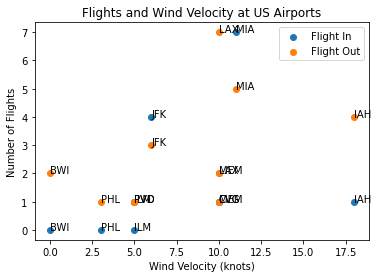 Flights and Wind Velocity at US Airports
Flight In
Flight Out
Number of Flights
7
6
5
4
3
2
1
0
LAX
MIA
MIA
JFK
IAH
JFK
BWI
PHL
IAH
BWI
PHL
ILM
0.0
2.5
5.0
7.5
10.0
12.5
15.0
17.5
Wind Velocity (knots)